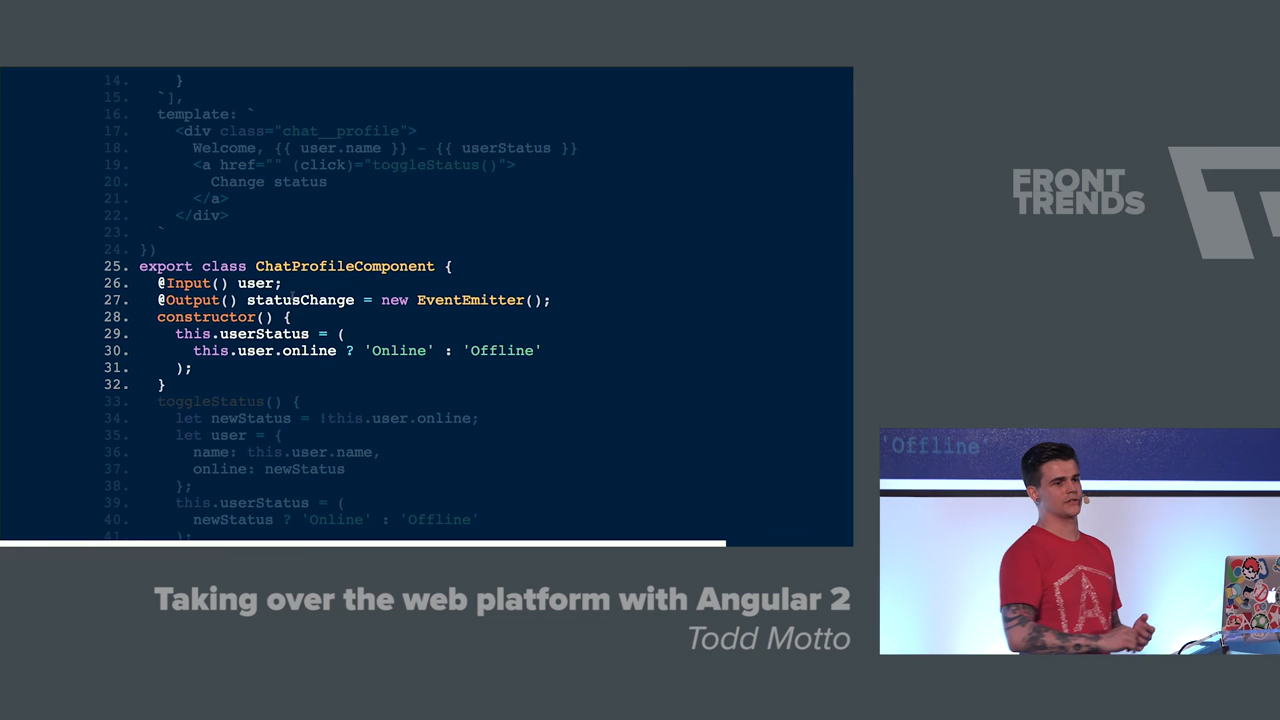 14. }
15. `],
16. template: `
17. <div class="chat__profile">
18. Welcome, {{ user.name }} - {{ userStatus }}
19. <a href="" (click)="toggleStatus()">
20. Change status
21. </a>
22. </div>
23. `
24. })
25. export class ChatProfileComponent {
26. @Input() user;
27. @Output() statusChange = new EventEmitter();
28. constructor() {
29. this.userStatus = (
30. this.user.online ? 'Online' : 'Offline'
31. );
32. }
33. toggleStatus() {
34. let newStatus = !this.user.online;
35. let user = {
36. name: this.user.name,
37. online: newStatus
38. };
39. this.userStatus = (
40. newStatus ? 'Online' : 'Offline'
41. );
FRONT
TRENDS
'Offline'
Taking over the web platform with Angular 2
Todd Motto